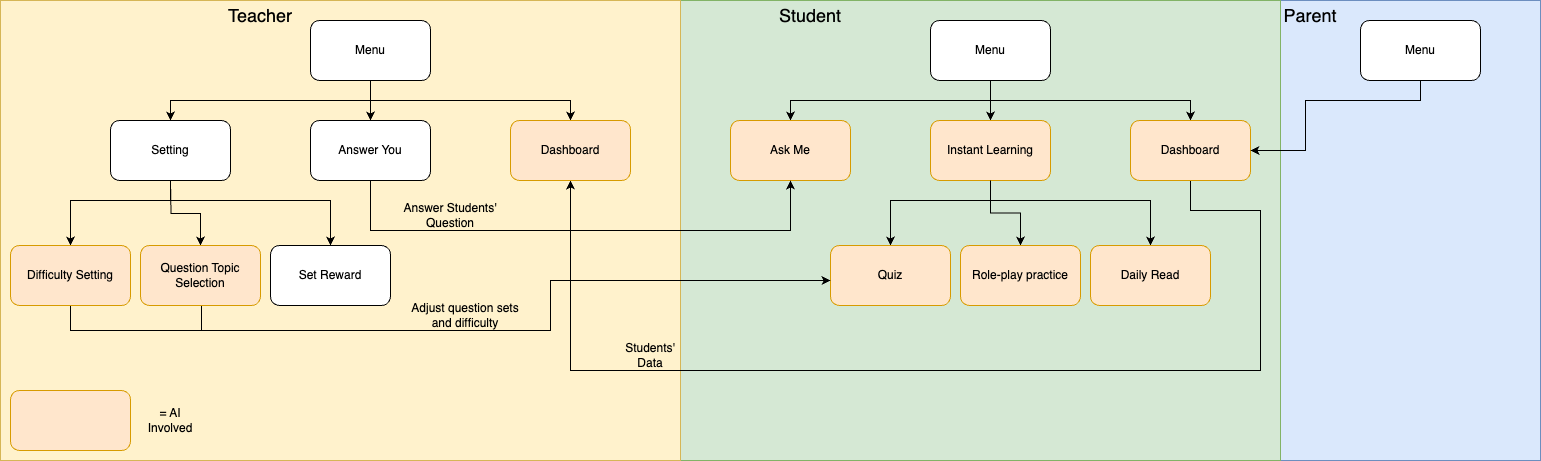 Teacher
Student
Parent
Menu
Menu
Menu
Setting
Answer You
Dashboard
Ask Me
Instant Learning
Dashboard
Answer Students'
Question
Difficulty Setting
Question Topic
Selection
Set Reward
Quiz
Role-play practice
Daily Read
Adjust question sets
and difficulty
Students'
Data
= AI
Involved